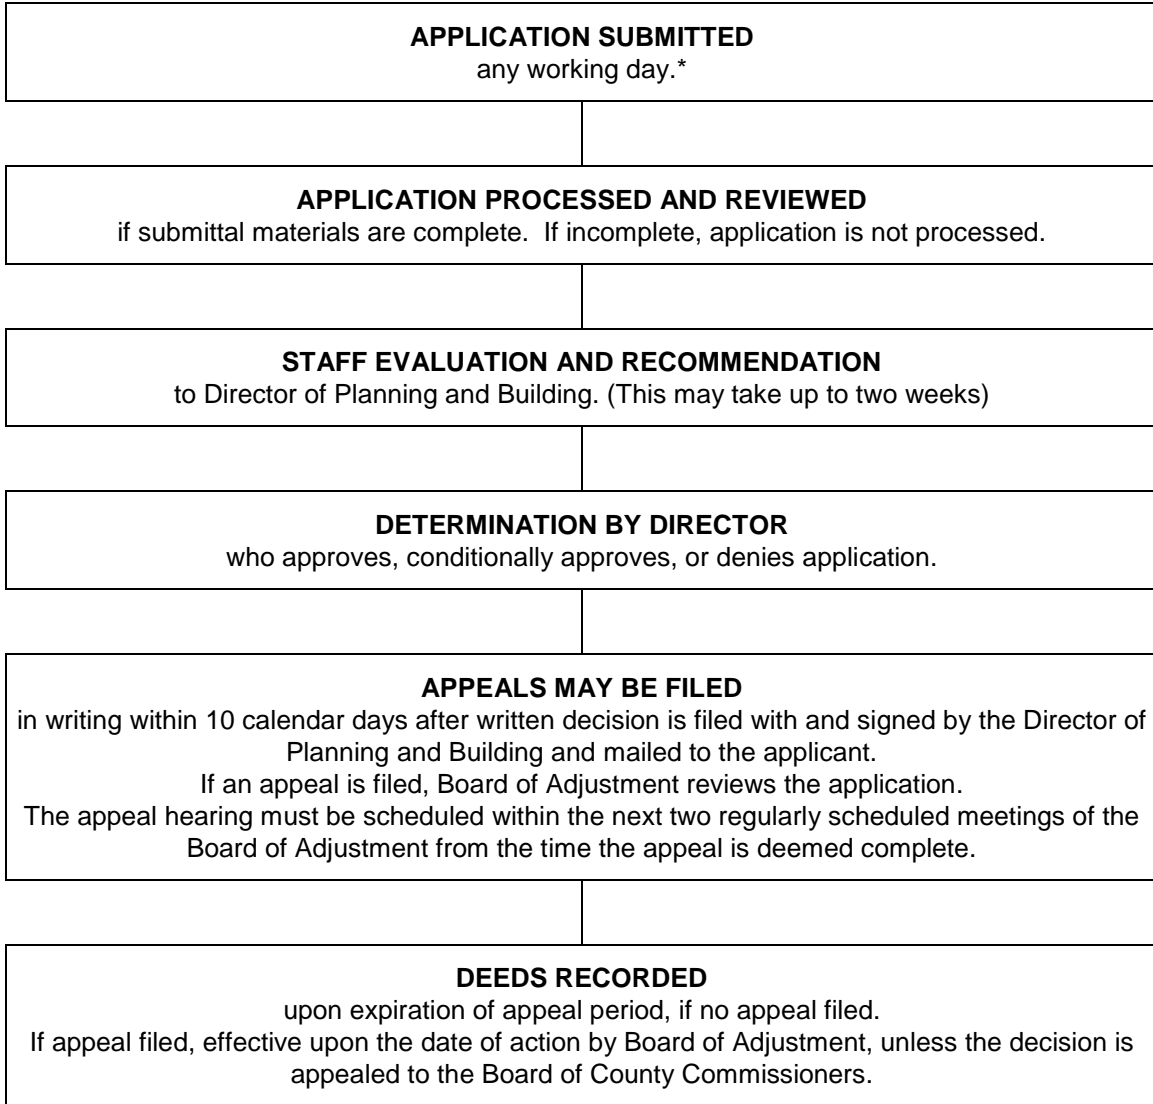 APPLICATION SUBMITTED
any working day.*
APPLICATION PROCESSED AND REVIEWED
if submittal materials are complete.  If incomplete, application is not processed.
STAFF EVALUATION AND RECOMMENDATION
to Director of Planning and Building. (This may take up to two weeks)
DETERMINATION BY DIRECTOR
who approves, conditionally approves, or denies application.
APPEALS MAY BE FILED
in writing within 10 calendar days after written decision is filed with and signed by the Director of
Planning and Building and mailed to the applicant.
If an appeal is filed, Board of Adjustment reviews the application.
The appeal hearing must be scheduled within the next two regularly scheduled meetings of the
Board of Adjustment from the time the appeal is deemed complete.
DEEDS RECORDED
upon expiration of appeal period, if no appeal filed.
If appeal filed, effective upon the date of action by Board of Adjustment, unless the decision is
appealed to the Board of County Commissioners.